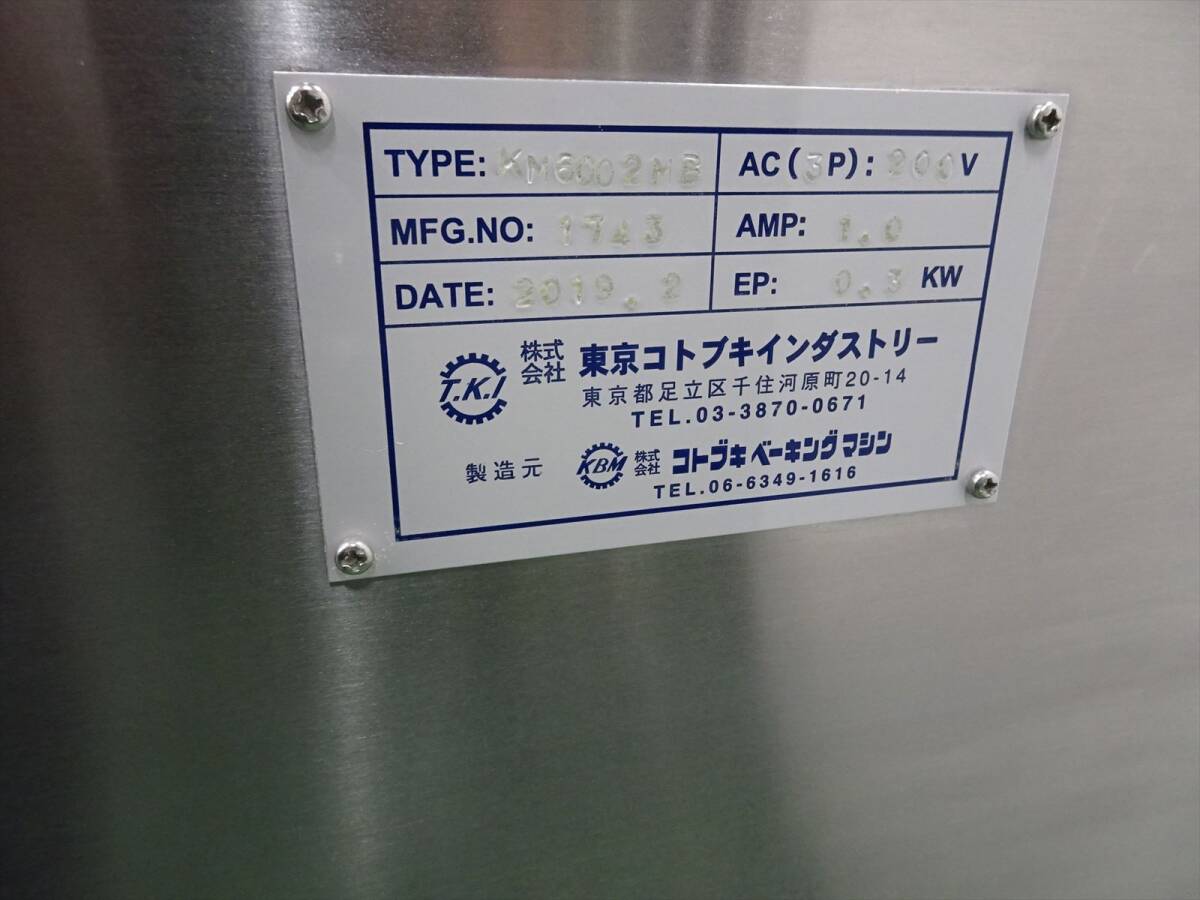 TYPE: KM6002MB
AC(3P): 200V
MFG.NO: 1743
AMP: 1.0
DATE: 2019.2
EP: 0.3 KW
T.K.I 株式会社 東京コトブキインダストリー
東京都足立区千住河原町20-14
TEL.03-3870-0671
製造元 KBM 株式会社 コトブキベーキングマシン
TEL.06-6349-1616